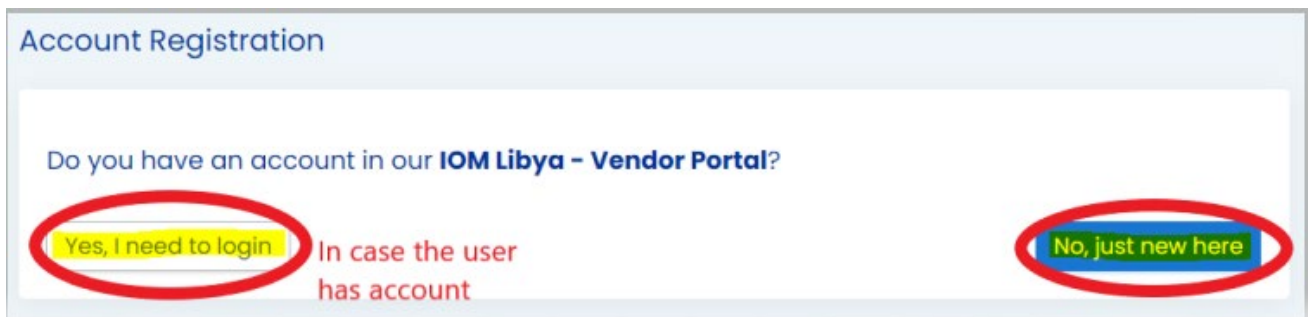 Account Registration
Do you have an account in our IOM Libya - Vendor Portal?
Yes, I need to login
In case the user
has account
No, just new here